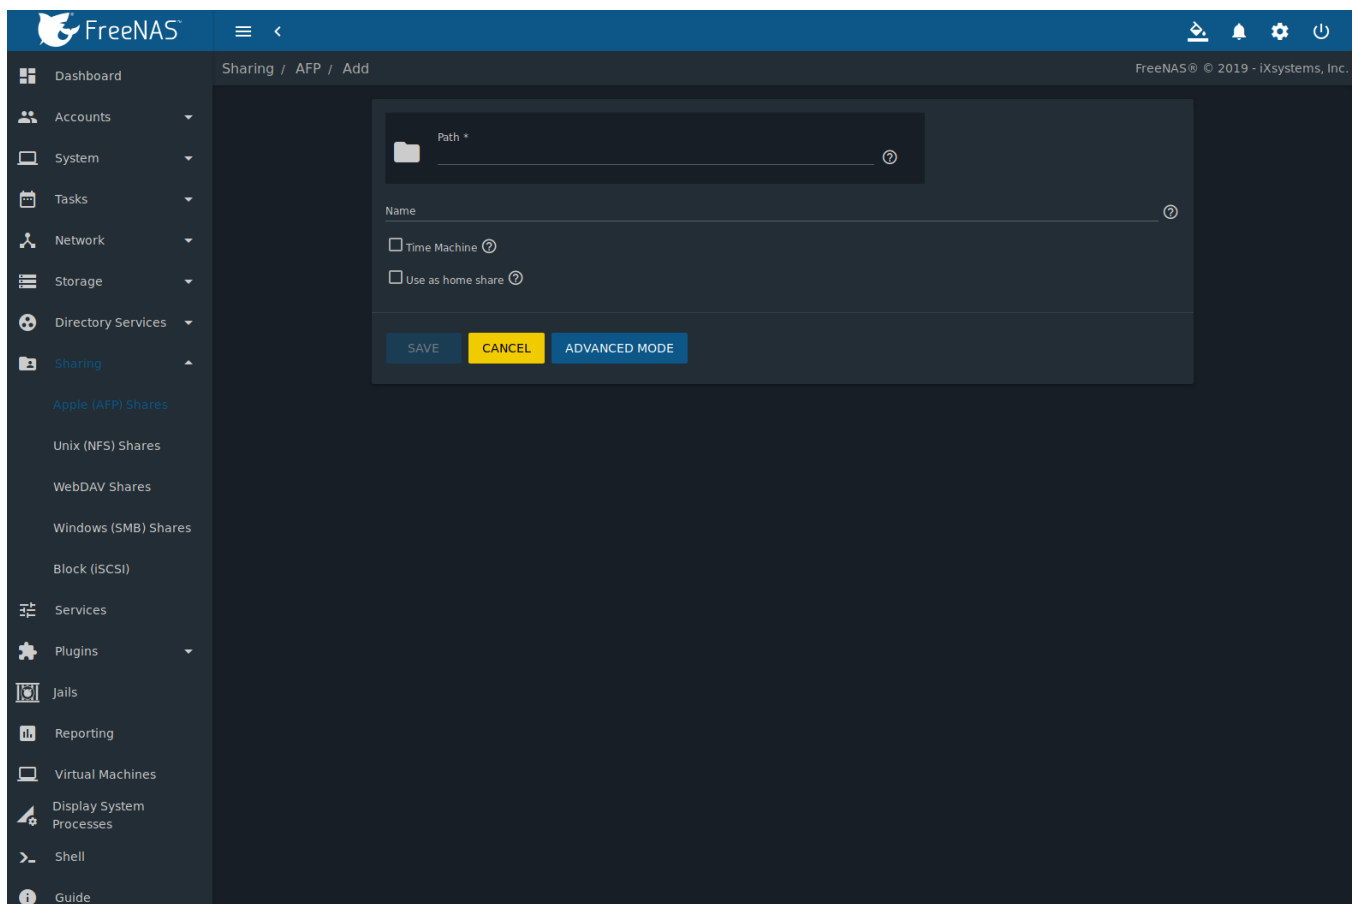 FreeNAS™
Sharing / AFP / Add
FreeNAS® © 2019 - iXsystems, Inc.
Dashboard
Accounts
System
Tasks
Network
Storage
Directory Services
Sharing
Apple (AFP) Shares
Unix (NFS) Shares
WebDAV Shares
Windows (SMB) Shares
Block (iSCSI)
Services
Plugins
Jails
Reporting
Virtual Machines
Display System
Processes
Shell
Guide
Path *
Name
Time Machine
Use as home share
SAVE CANCEL ADVANCED MODE